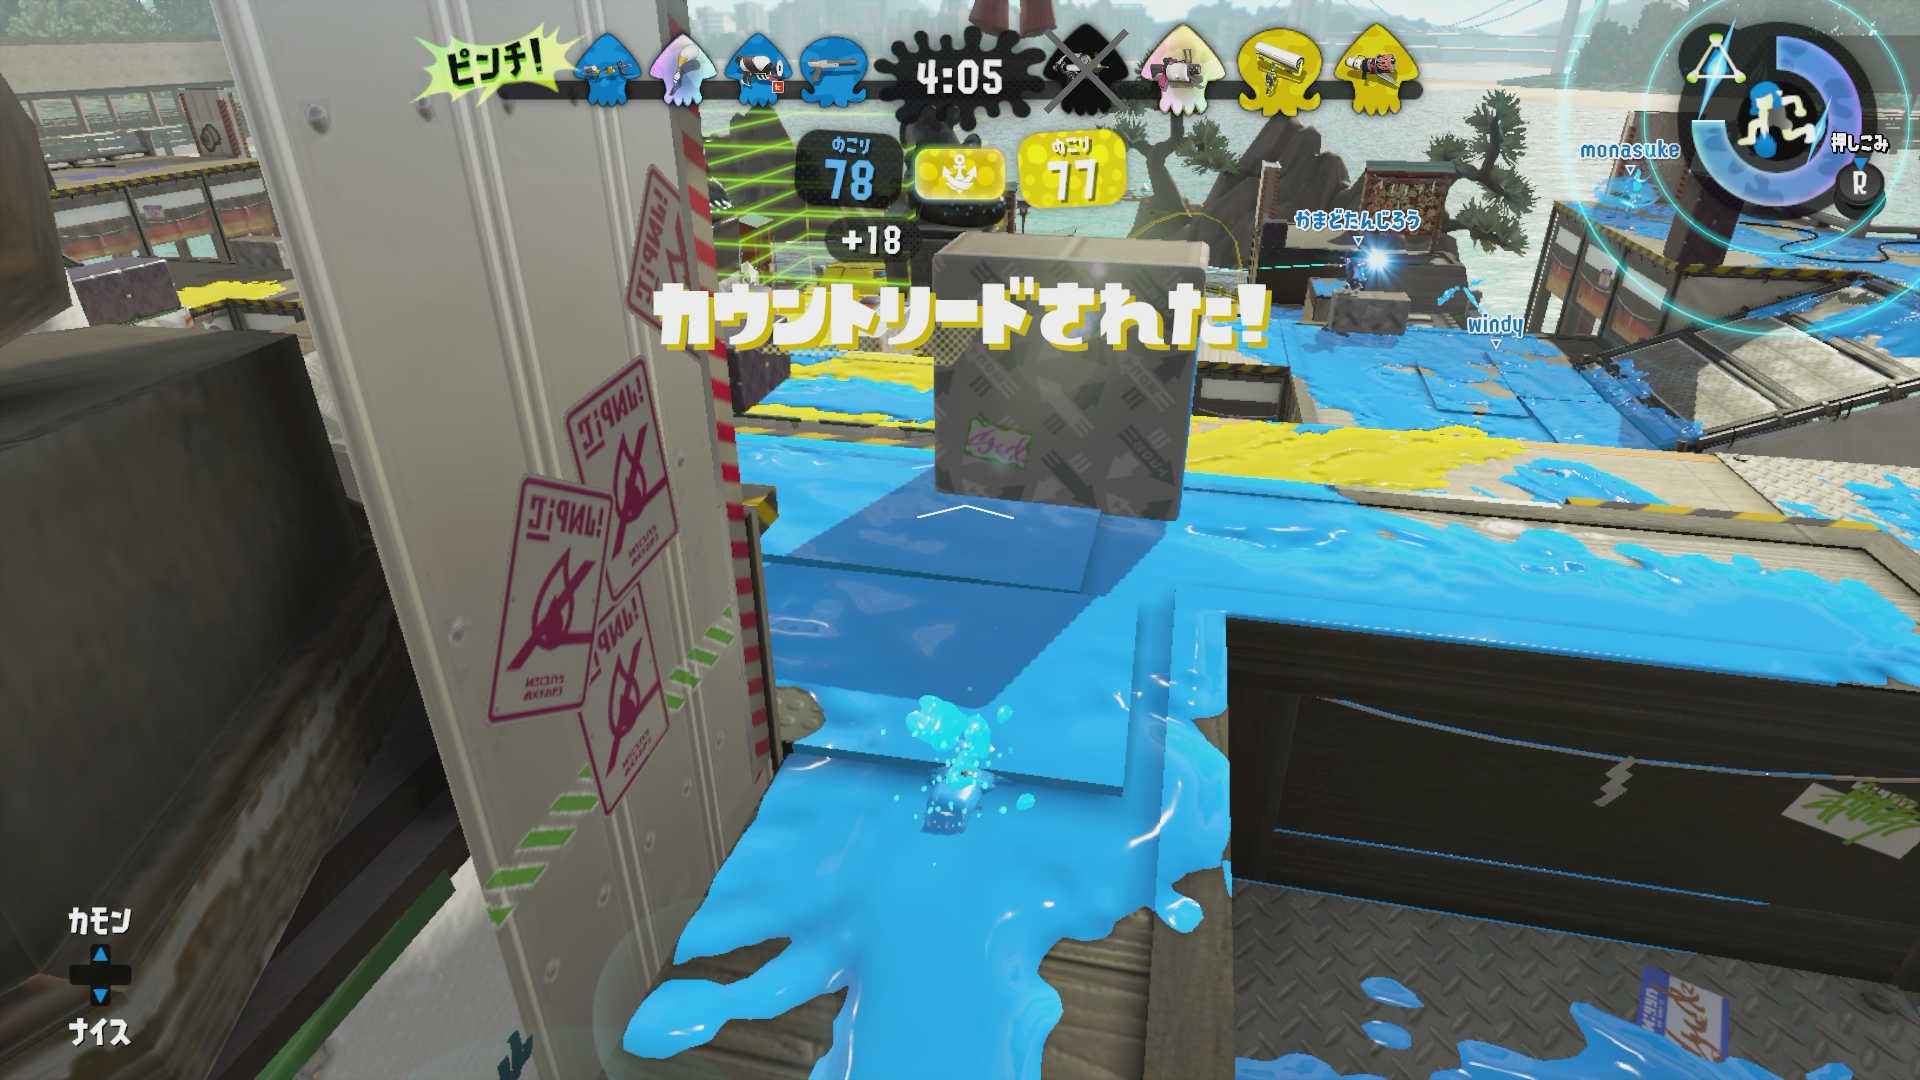 ピンチ!
4:05
のこり
78
のこり
77
+18
カウントリードされた!
monasuke
かまどたんじろう
windy
押しこみ
R
カモン
ナイス